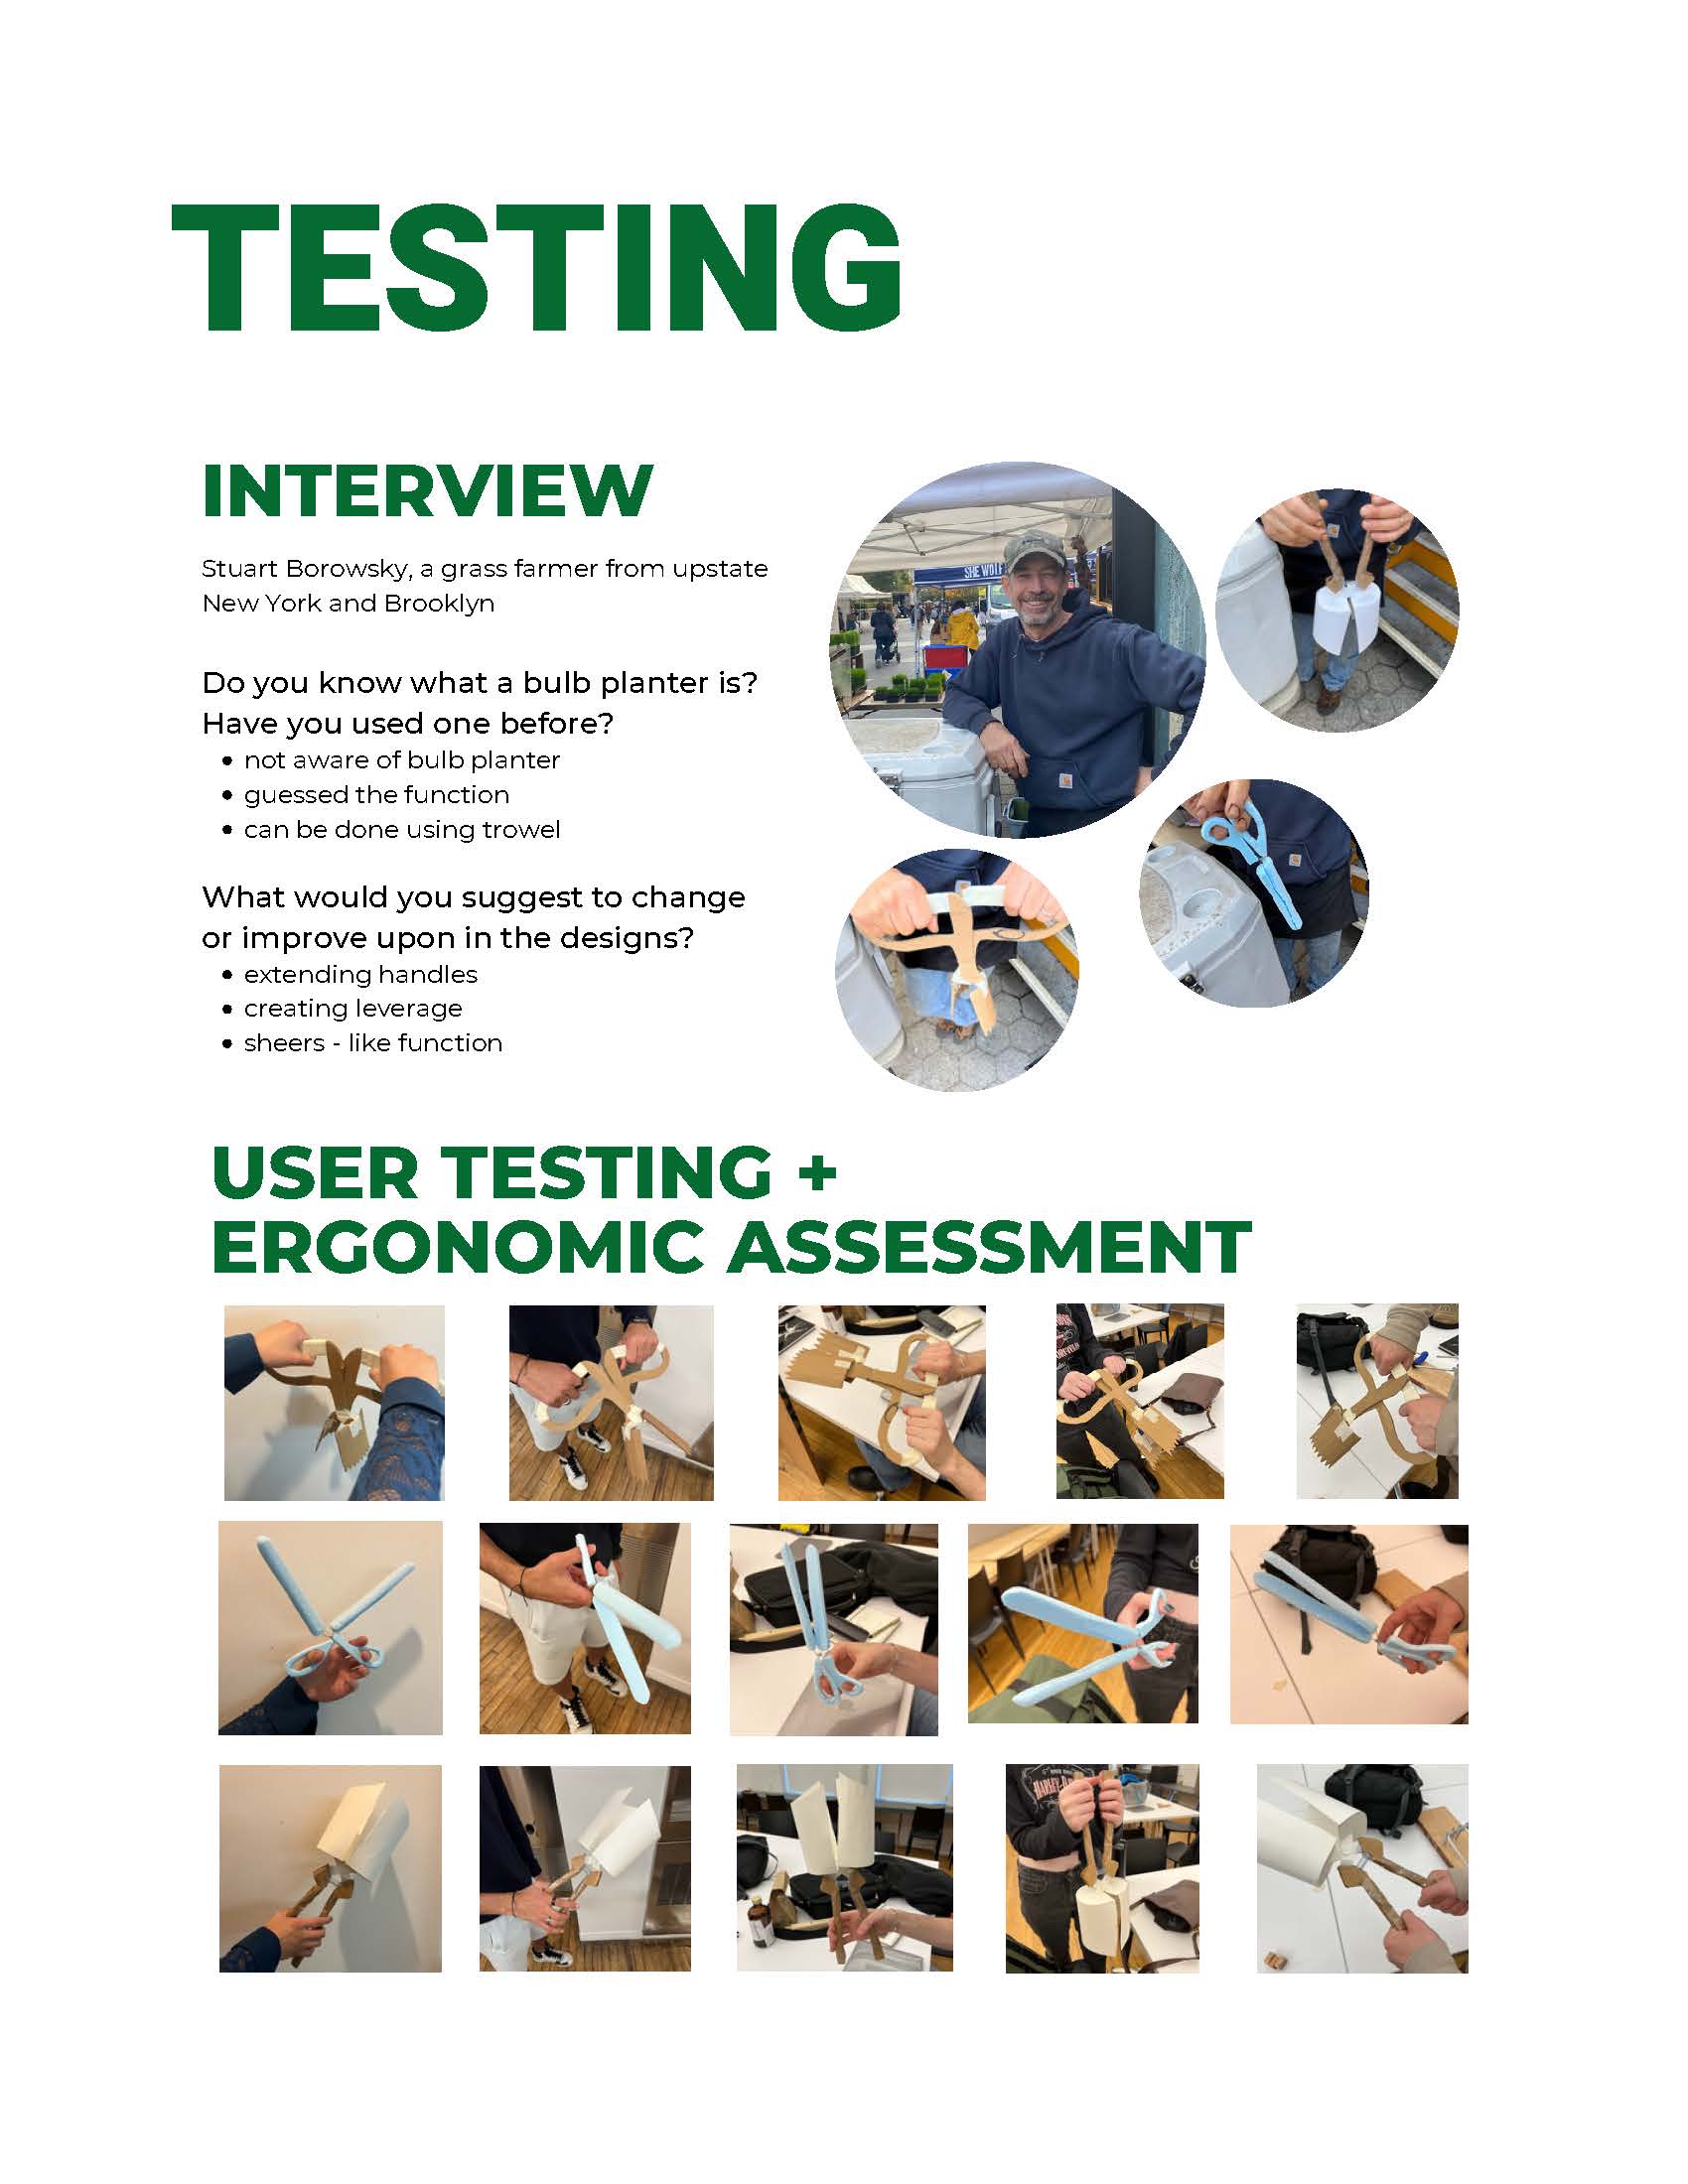 TESTING
INTERVIEW
Stuart Borowsky, a grass farmer from upstate
New York and Brooklyn
Do you know what a bulb planter is?
Have you used one before?
• not aware of bulb planter
• guessed the function
• can be done using trowel
What would you suggest to change
or improve upon in the designs?
• extending handles
• creating leverage
• sheers - like function
SHE WOLF
USER TESTING +
ERGONOMIC ASSESSMENT